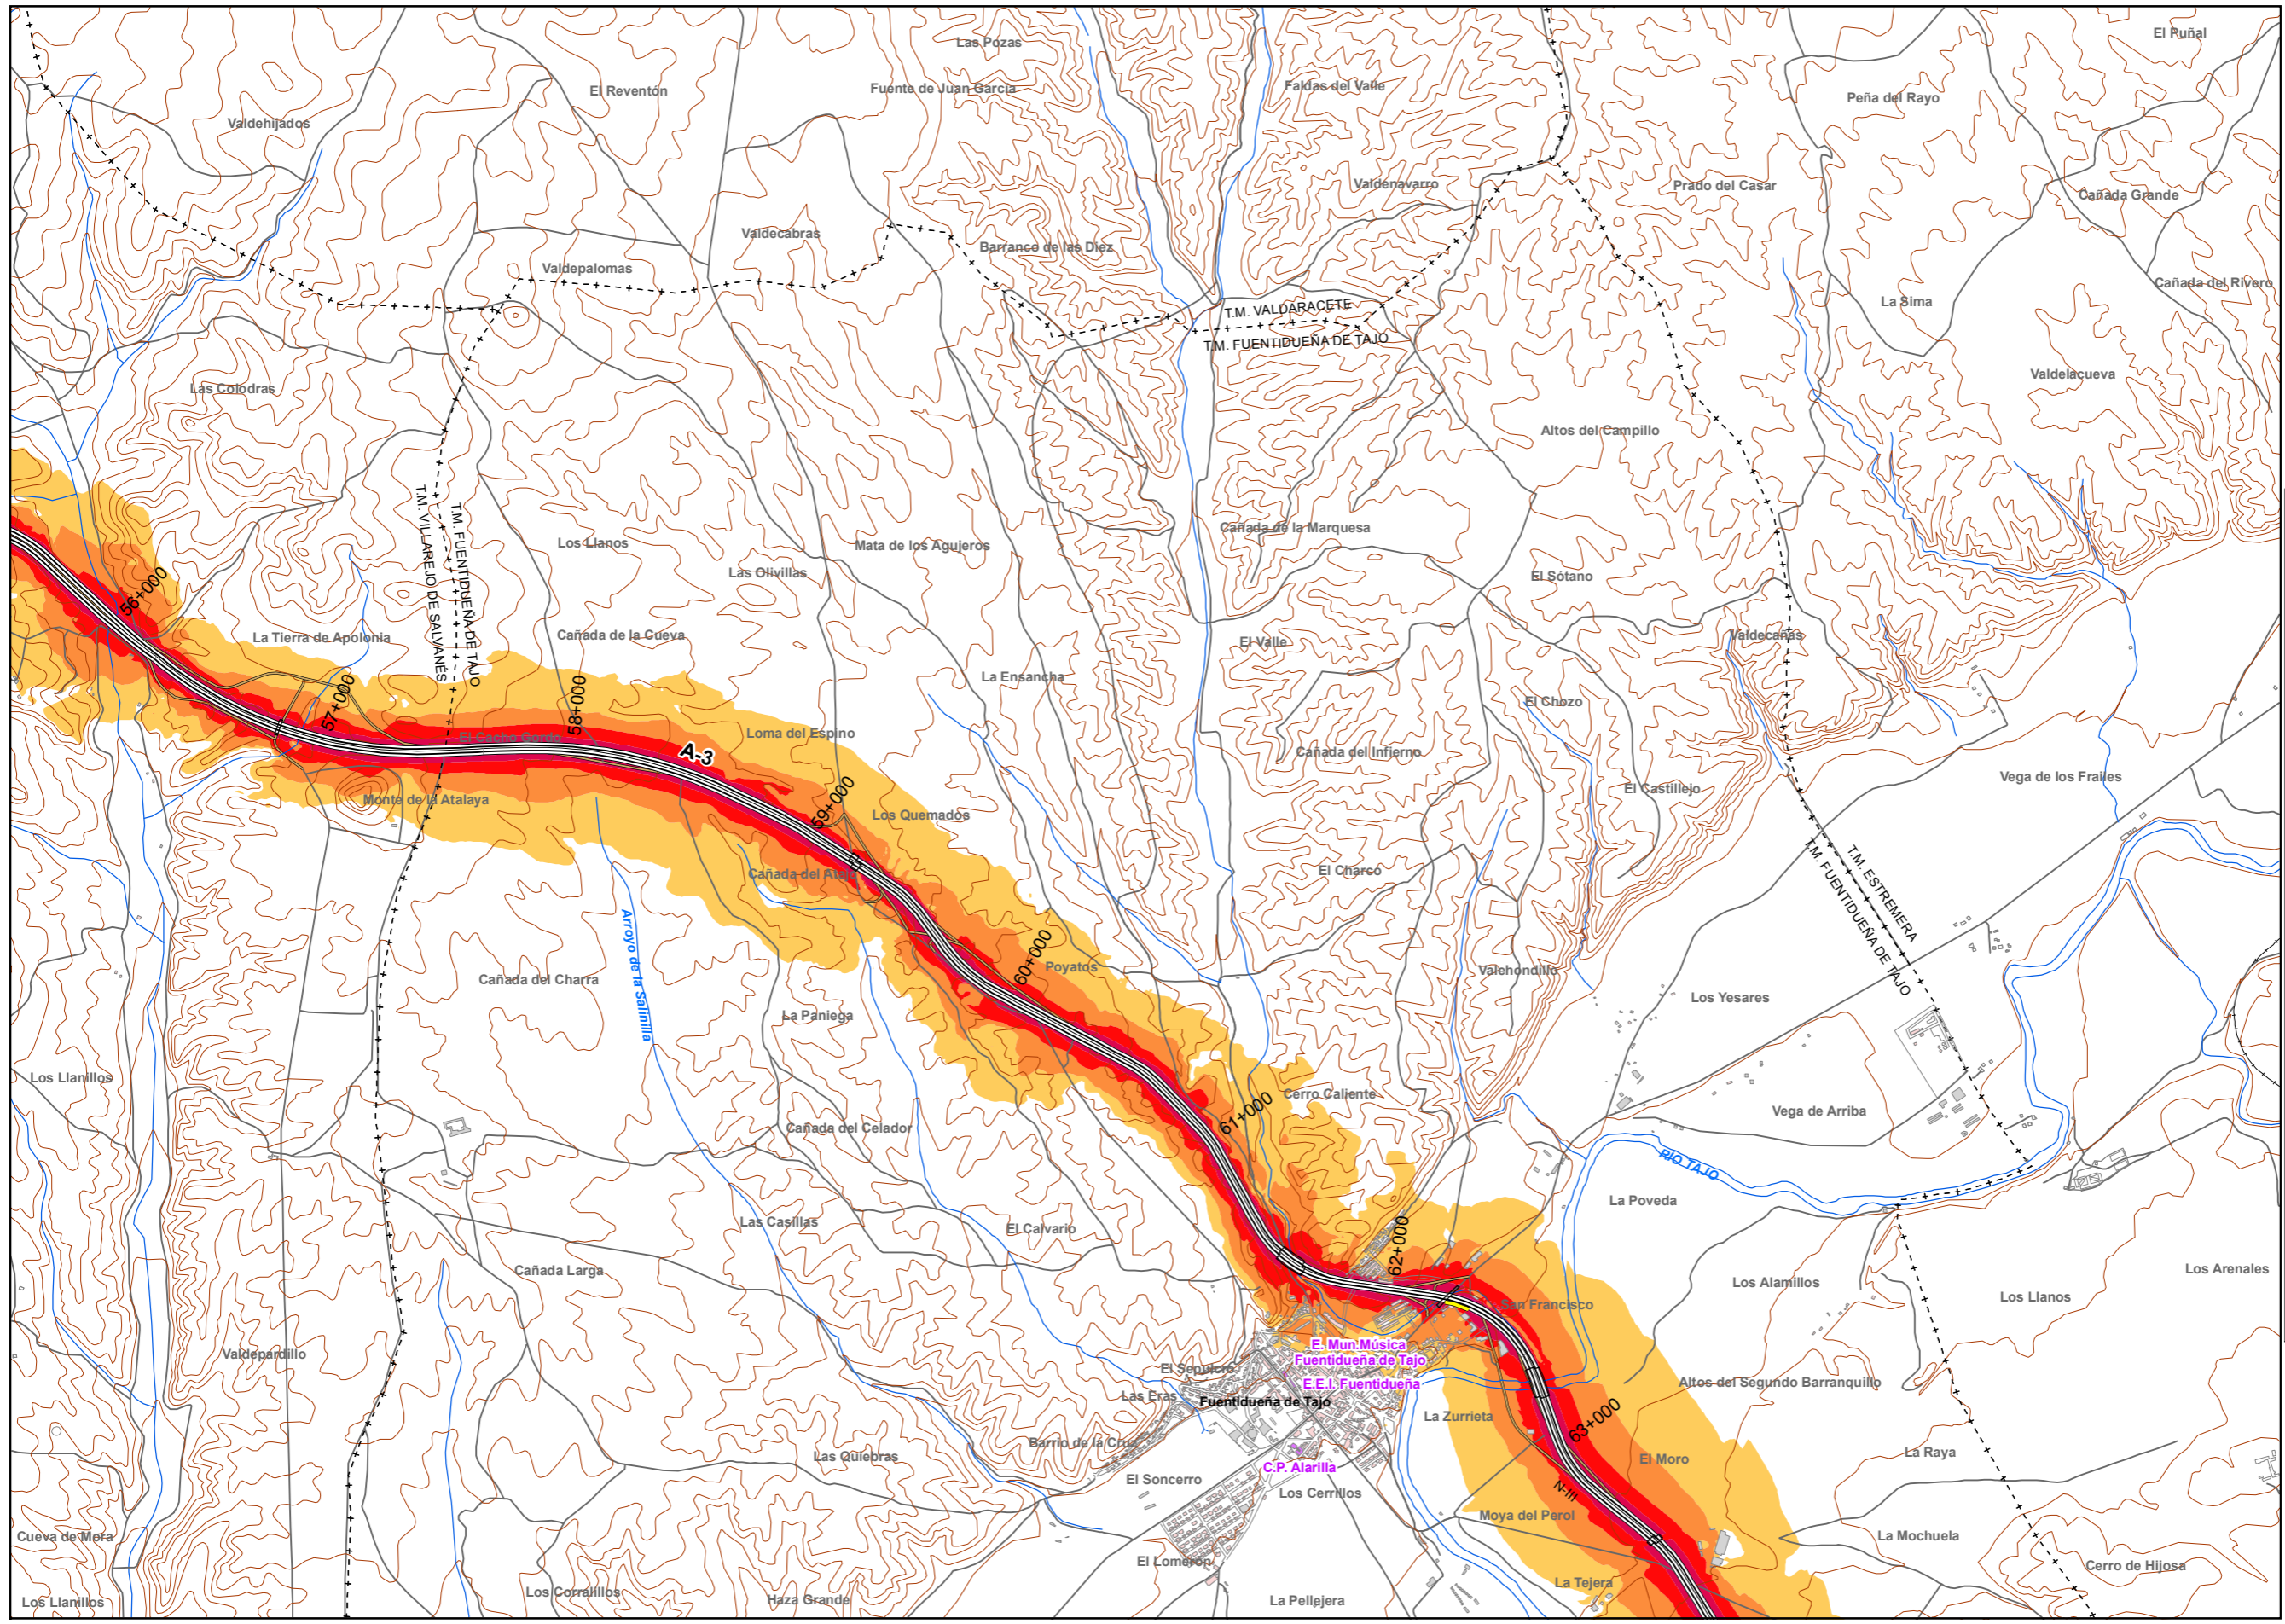 Las Pozas
El Puñal
El Reventón
Fuente de Juan García
Faldas del Valle
Peña del Rayo
Valdehijados
Valdenavarro
Prado del Casar
Cañada Grande
Valdecabras
Barranco de las Diez
Valdepalomas
Cañada del Rivero
La Sima
T.M. VALDARACETE
T.M. FUENTIDUEÑA DE TAJO
Las Colodras
Valdelacueva
Altos del Campillo
T.M. VILLAREJO DE SALVANÉS
T.M. FUENTIDUEÑA DE TAJO
Los Llanos
Mata de los Agujeros
Cañada de la Marquesa
Las Olivillas
El Sótano
56+000
La Tierra de Apolonia
Cañada de la Cueva
El Valle
Valdecañas
La Ensancha
57+000
58+000
El Chozo
El Cacho Gordo
A-3
Loma del Espino
Cañada del Infierno
Vega de los Frailes
El Castillejo
Monte de la Atalaya
59+000
Los Quemados
Cañada del Ataja
El Charco
T.M. ESTREMERA
T.M. FUENTIDUEÑA DE TAJO
Arroyo de la Salinilla
60+000
Poyatos
Cañada del Charra
Valehondillo
Los Yesares
La Paniega
Los Llanillos
Cerro Caliente
61+000
Vega de Arriba
Cañada del Celador
RÍO TAJO
La Poveda
Las Casillas
El Calvario
62+000
Cañada Larga
Los Alamillos
Los Arenales
Los Llanos
San Francisco
Valdepardillo
E. Mun.Música
Fuentidueña de Tajo
El Sepulcro
E.E.I. Fuentidueña
Altos del Segundo Barranquillo
Las Eras
Fuentidueña de Tajo
La Zurrieta
63+000
Barrio de la Cruz
Las Quiebras
La Raya
El Moro
C.P. Alarilla
El Soncerro
Los Cerrillos
N-III
Moya del Perol
Cueva de Mora
La Mochuela
El Lomerón
Cerro de Hijosa
Los Llanillos
Los Corralillos
Haza Grande
La Pellejera
La Tejera